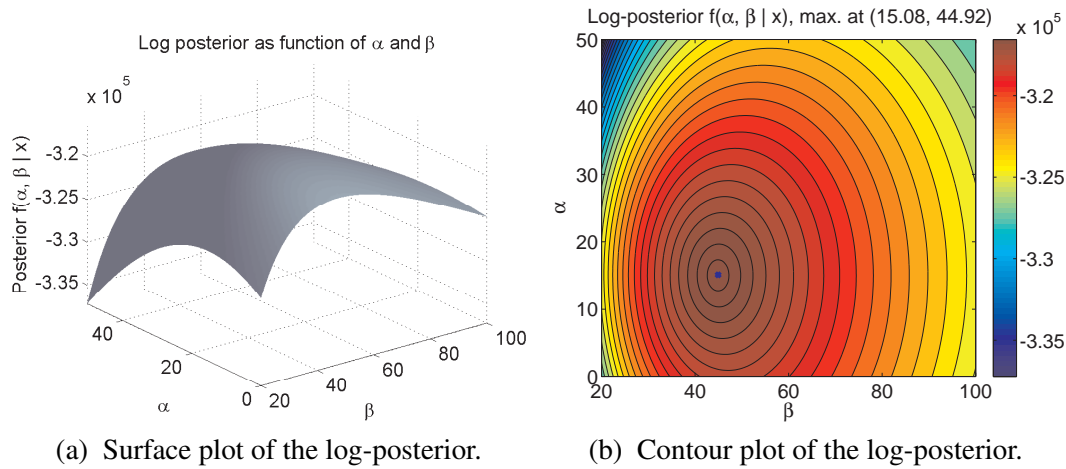 Log posterior as function of α and β
x 10^5
-3.2
-3.25
-3.3
-3.35
Posterior f(α, β | x)
40
20
0
α
20
40
60
80
100
β
(a) Surface plot of the log-posterior.
Log-posterior f(α, β | x), max. at (15.08, 44.92)
50
40
30
20
10
0
α
20
40
60
80
100
β
x 10^5
-3.2
-3.25
-3.3
-3.35
(b) Contour plot of the log-posterior.